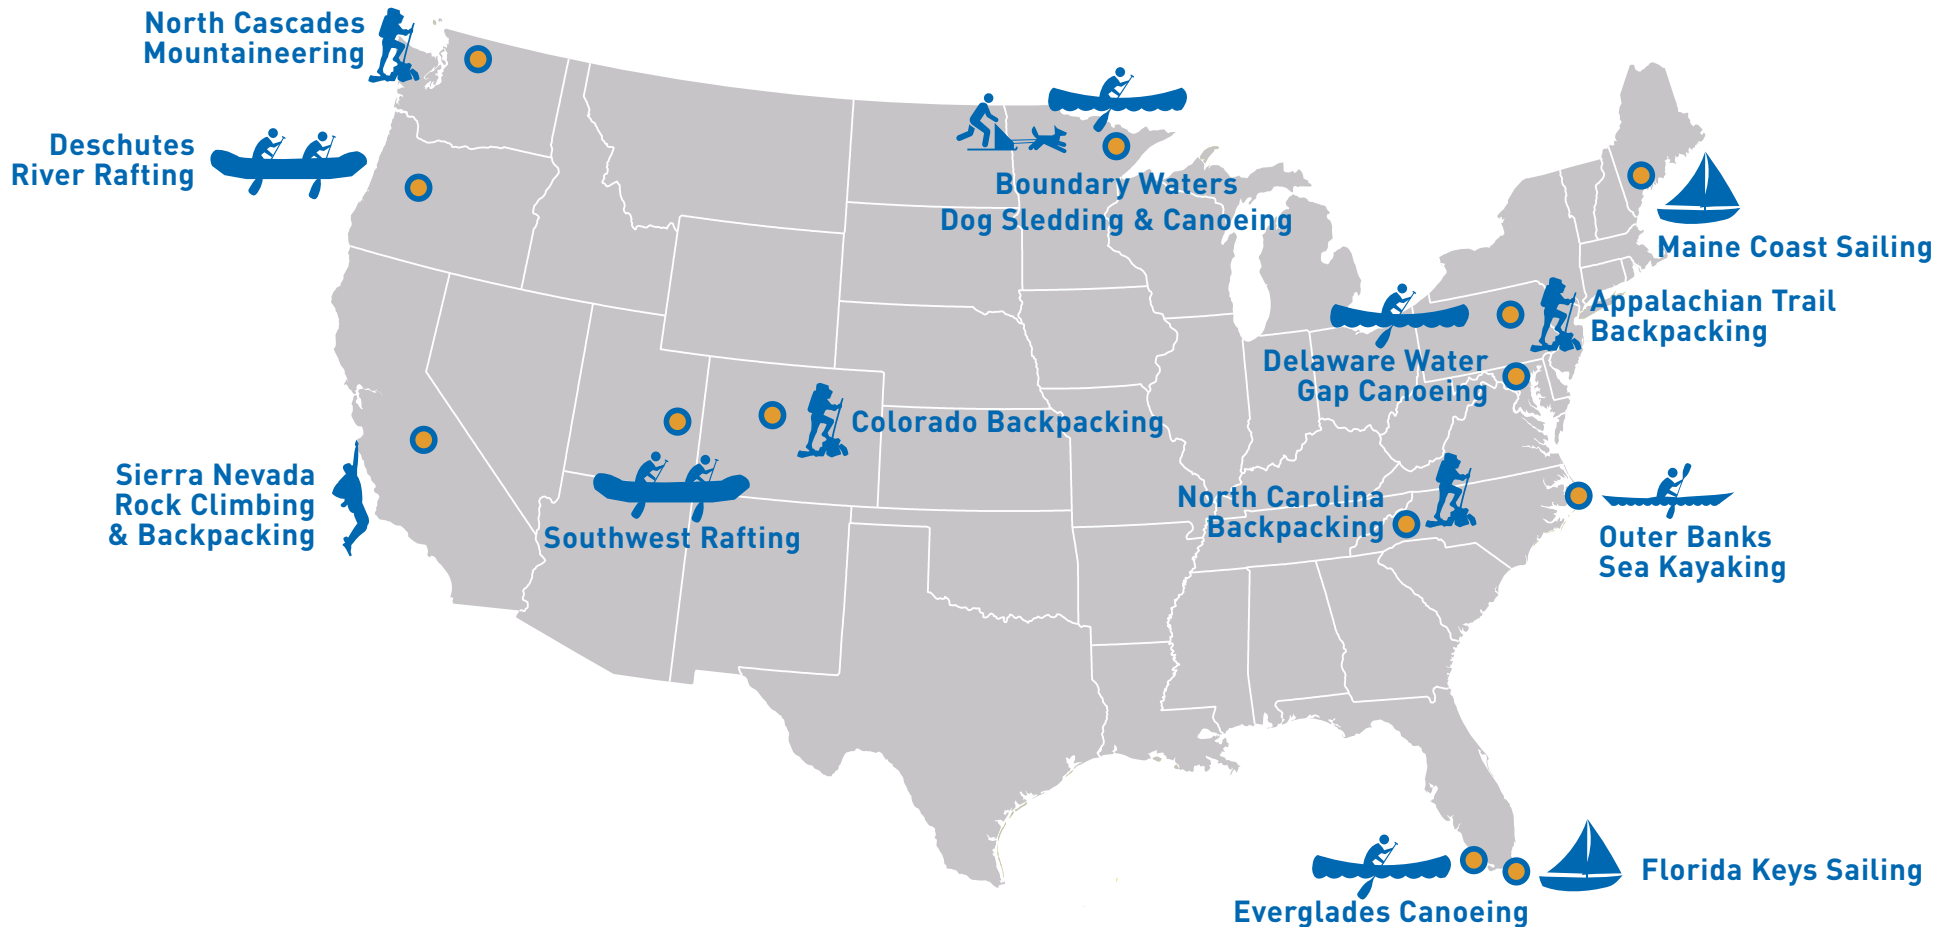 North Cascades
Mountaineering
Deschutes
River Rafting
Boundary Waters
Dog Sledding & Canoeing
Maine Coast Sailing
Appalachian Trail
Backpacking
Delaware Water
Gap Canoeing
Colorado Backpacking
Sierra Nevada
Rock Climbing
& Backpacking
Southwest Rafting
North Carolina
Backpacking
Outer Banks
Sea Kayaking
Florida Keys Sailing
Everglades Canoeing